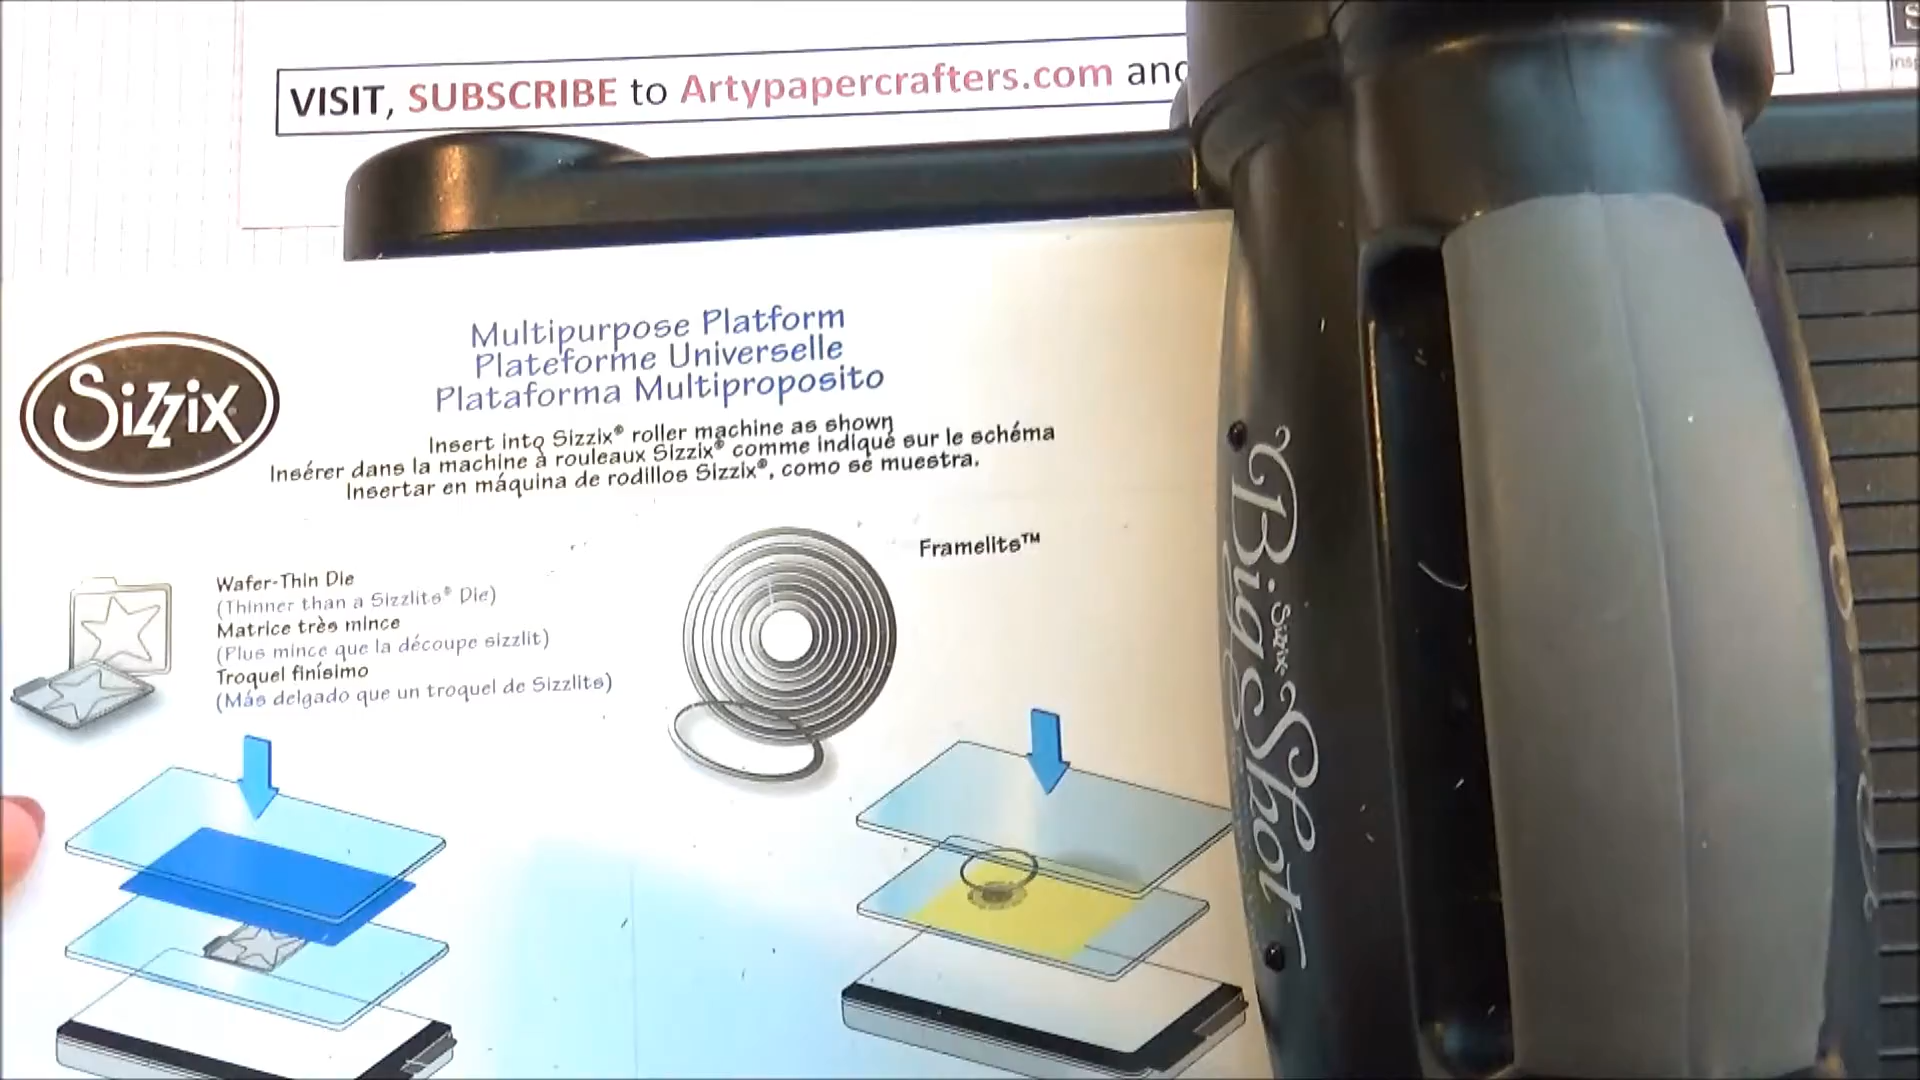 VISIT, SUBSCRIBE to Artypapercrafters.com and
Sizzix
Multipurpose Platform
Plateforme Universelle
Plataforma Multiproposito
Insert into Sizzix® roller machine as shown
Insérer dans la machine à rouleaux Sizzix® comme indiqué sur le schéma
Insertar en máquina de rodillos Sizzix®, como se muestra.
Wafer-Thin Die
(Thinner than a Sizzlits® Die)
Matrice très mince
(Plus mince que la découpe sizzlit)
Troquel finísimo
(Más delgado que un troquel de Sizzlits)
Framelits™
Sizzix
BigShot